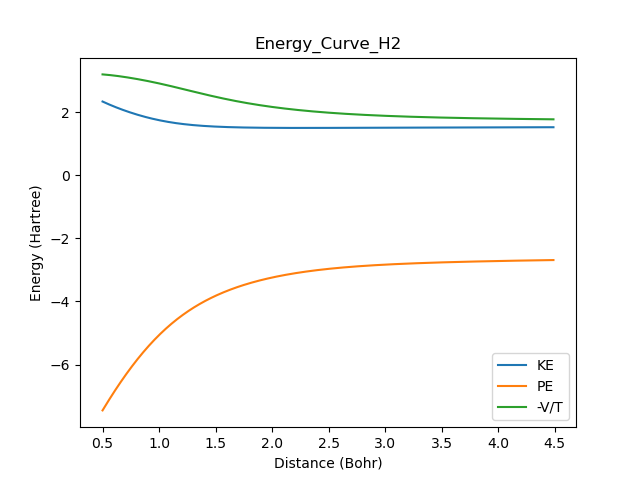 Energy_Curve_H2
Energy (Hartree)
2
0
−2
−4
−6
KE
PE
-V/T
0.5 1.0 1.5 2.0 2.5 3.0 3.5 4.0 4.5
Distance (Bohr)